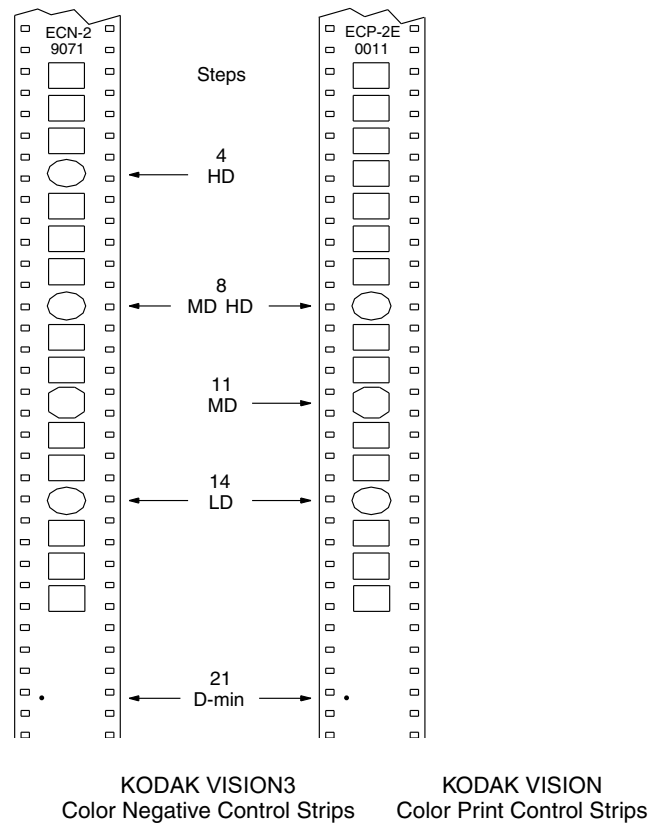 ECN-2
9071
ECP-2E
0011
Steps
4
HD
8
MD HD
11
MD
14
LD
21
D-min
KODAK VISION3
Color Negative Control Strips
KODAK VISION
Color Print Control Strips